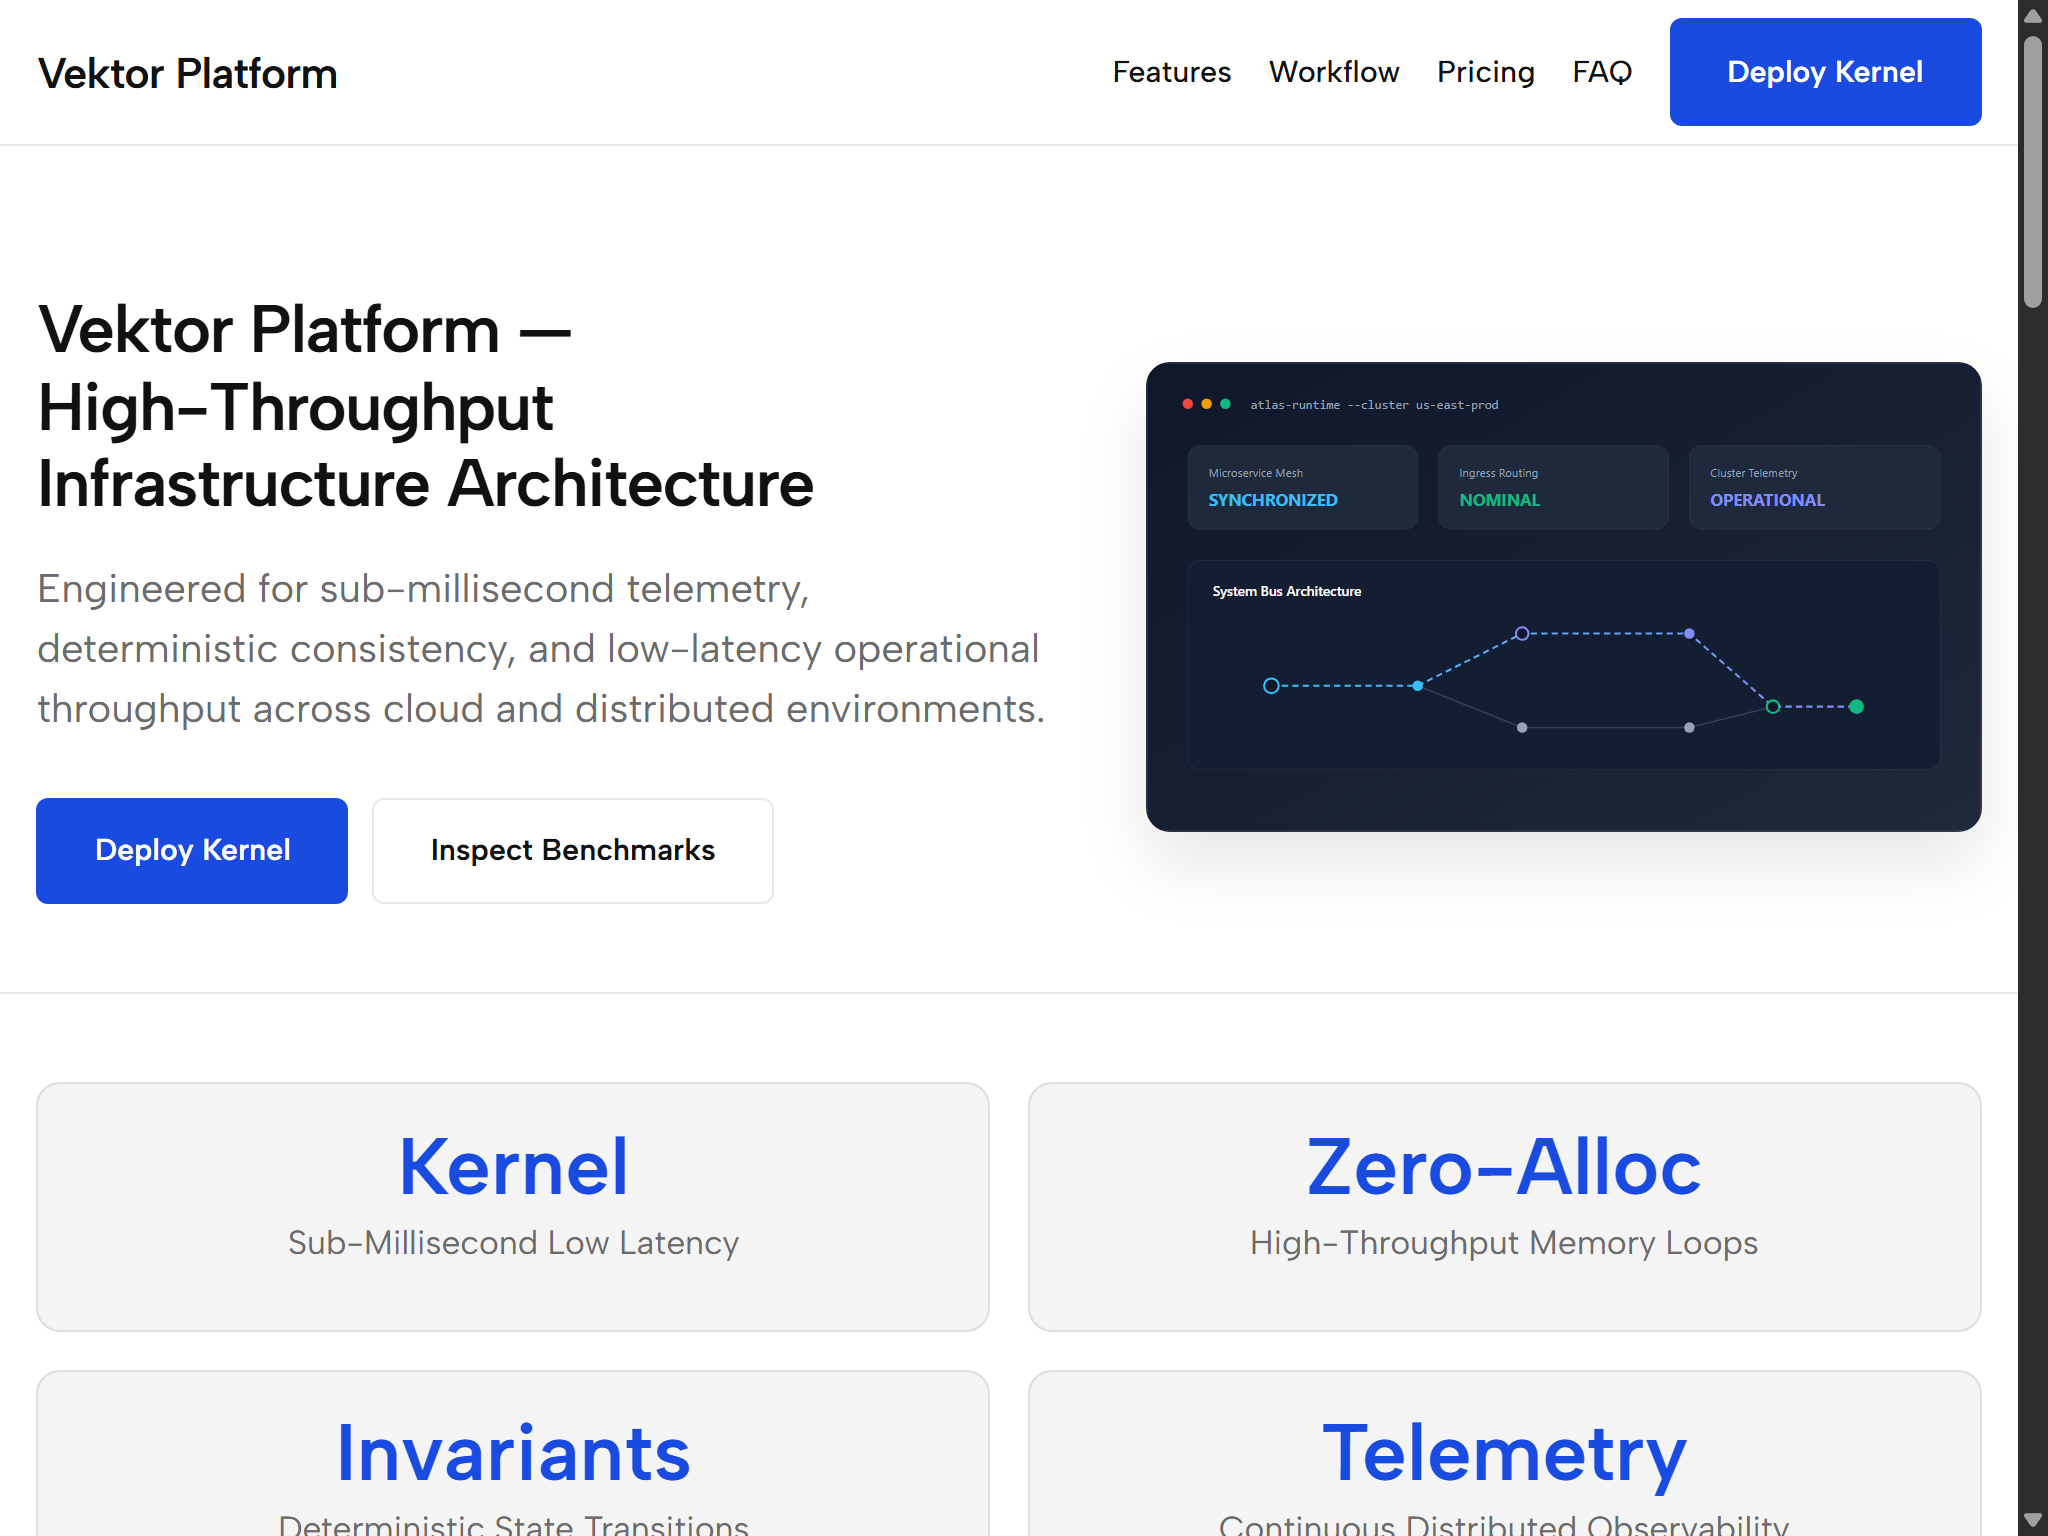 Vektor Platform
Features Workflow Pricing FAQ Deploy Kernel
Vektor Platform —
High-Throughput
Infrastructure Architecture
Engineered for sub-millisecond telemetry,
deterministic consistency, and low-latency operational
throughput across cloud and distributed environments.
Deploy Kernel Inspect Benchmarks
atlas-runtime --cluster us-east-prod
Microservice Mesh
SYNCHRONIZED
Ingress Routing
NOMINAL
Cluster Telemetry
OPERATIONAL
System Bus Architecture
Kernel
Sub-Millisecond Low Latency
Zero-Alloc
High-Throughput Memory Loops
Invariants
Deterministic State Transitions
Telemetry
Continuous Distributed Observability